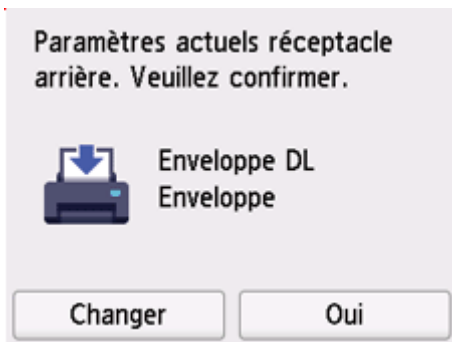 Paramètres actuels réceptacle
arrière. Veuillez confirmer.
Enveloppe DL
Enveloppe
Changer
Oui